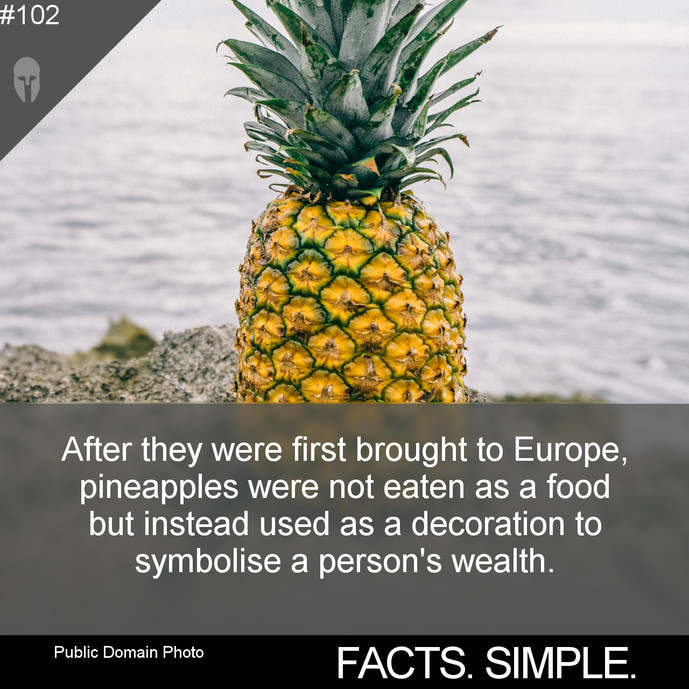 #102
After they were first brought to Europe,
pineapples were not eaten as a food
but instead used as a decoration to
symbolise a person's wealth.
Public Domain Photo
FACTS. SIMPLE.